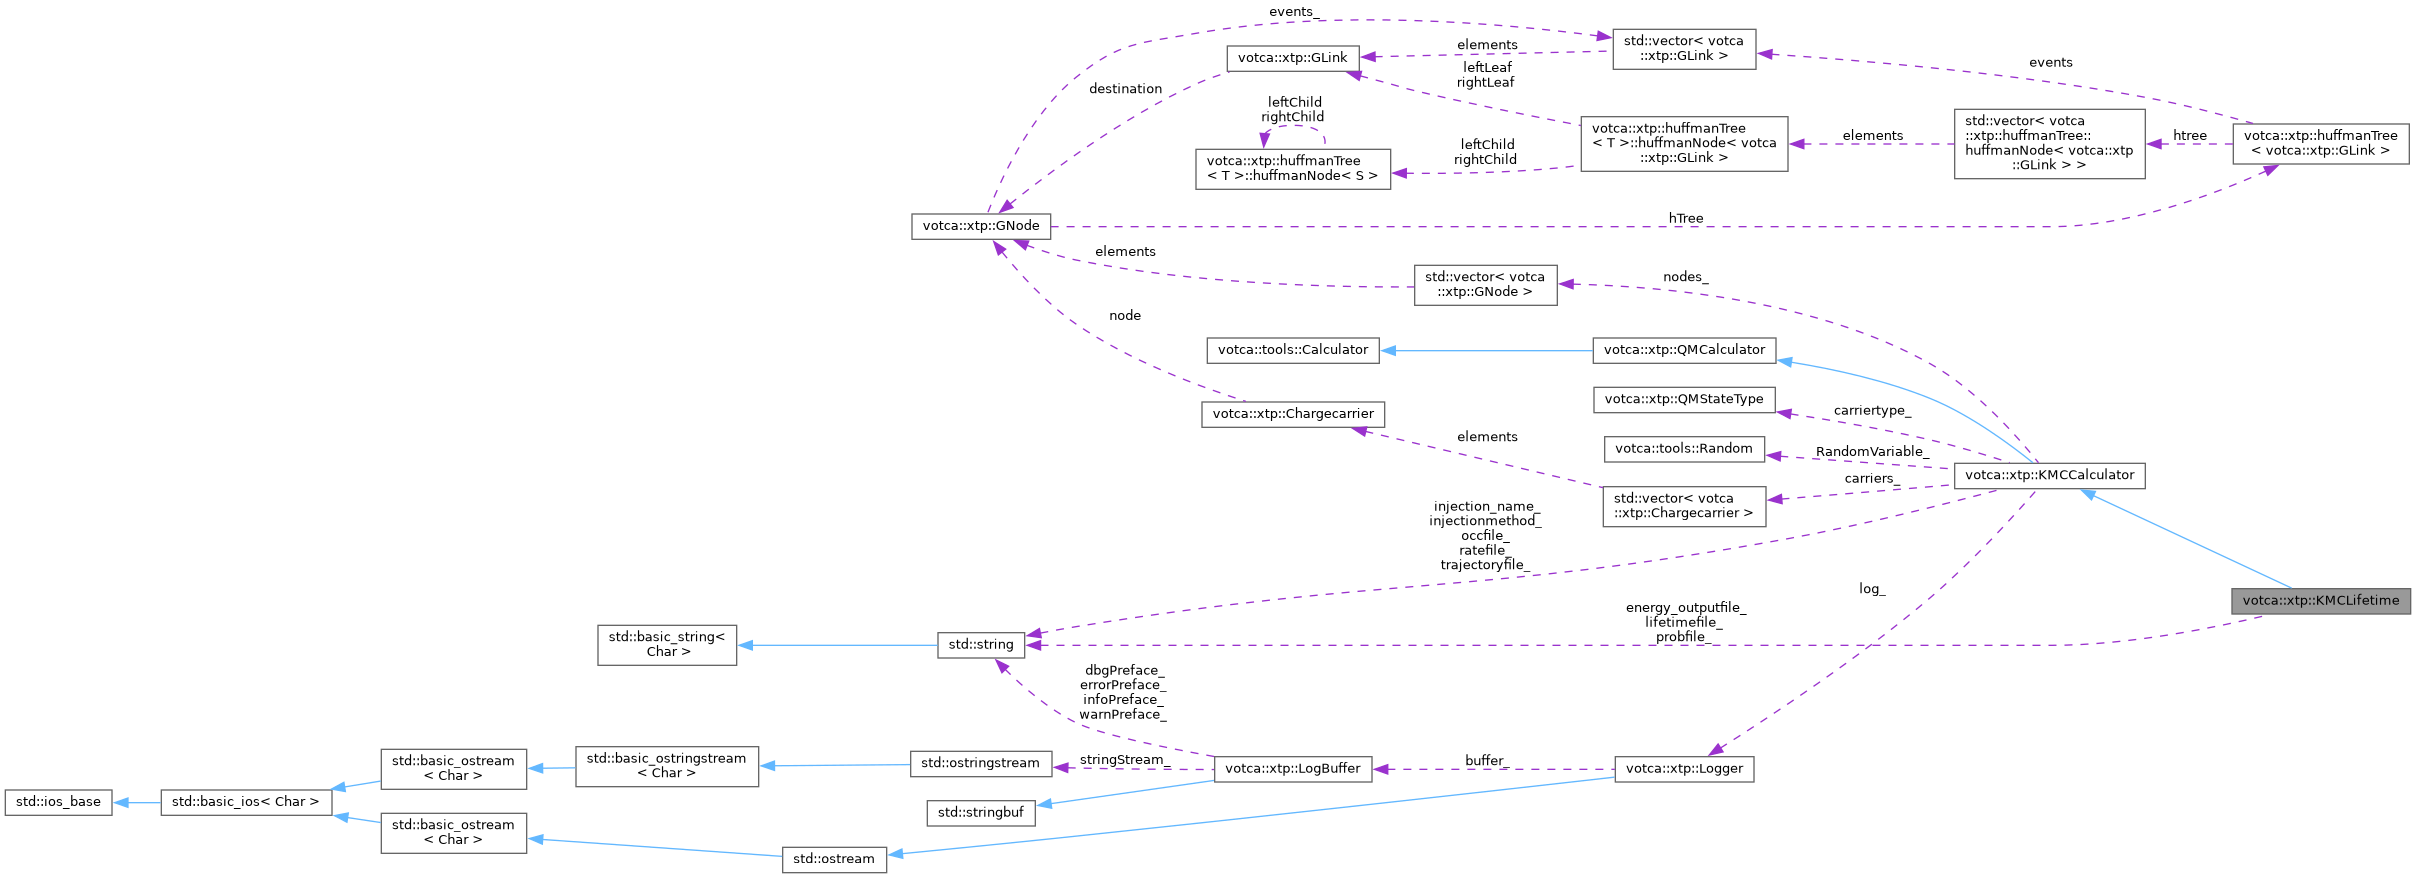 events_
std::vector< votca
::xtp::GLink >
elements
votca::xtp::GLink
leftLeaf
rightLeaf
events
destination
leftChild
rightChild
votca::xtp::huffmanTree
< T >::huffmanNode< S >
leftChild
rightChild
votca::xtp::huffmanTree
< T >::huffmanNode< votca
::xtp::GLink >
elements
std::vector< votca
::xtp::huffmanTree::
huffmanNode< votca::xtp
::GLink > >
htree
votca::xtp::huffmanTree
< votca::xtp::GLink >
votca::xtp::GNode
hTree
elements
std::vector< votca
::xtp::GNode >
nodes_
node
votca::tools::Calculator
votca::xtp::QMCalculator
votca::xtp::QMStateType
carriertype_
votca::xtp::Chargecarrier
elements
votca::tools::Random
RandomVariable_
votca::xtp::KMCCalculator
carriers_
std::vector< votca
::xtp::Chargecarrier >
injection_name_
injectionmethod_
occfile_
ratefile_
trajectoryfile_
log_
votca::xtp::KMCLifetime
energy_outputfile_
lifetimefile_
probfile_
std::basic_string<
Char >
std::string
dbgPreface_
errorPreface_
infoPreface_
warnPreface_
std::basic_ostream
< Char >
std::basic_ostringstream
< Char >
std::ostringstream
stringStream_
votca::xtp::LogBuffer
buffer_
votca::xtp::Logger
std::ios_base
std::basic_ios< Char >
std::stringbuf
std::basic_ostream
< Char >
std::ostream